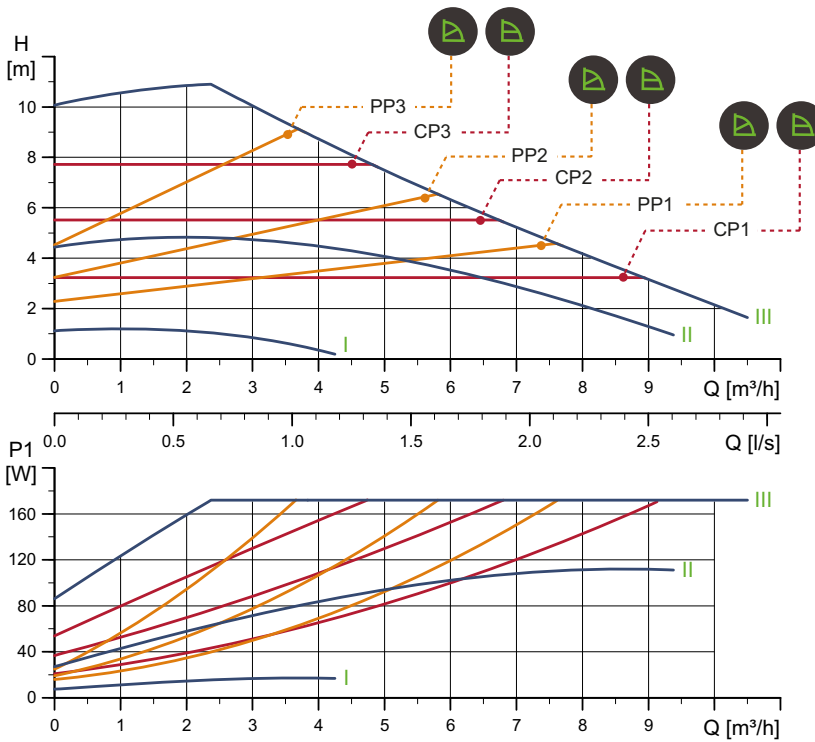 H
[m]
10
8
6
4
2
0
PP3
CP3
PP2
CP2
PP1
CP1
I
II
III
0 1 2 3 4 5 6 7 8 9 Q [m³/h]
0.0 0.5 1.0 1.5 2.0 2.5 Q [l/s]
P1
[W]
160
120
80
40
0
III
II
I
0 1 2 3 4 5 6 7 8 9 Q [m³/h]